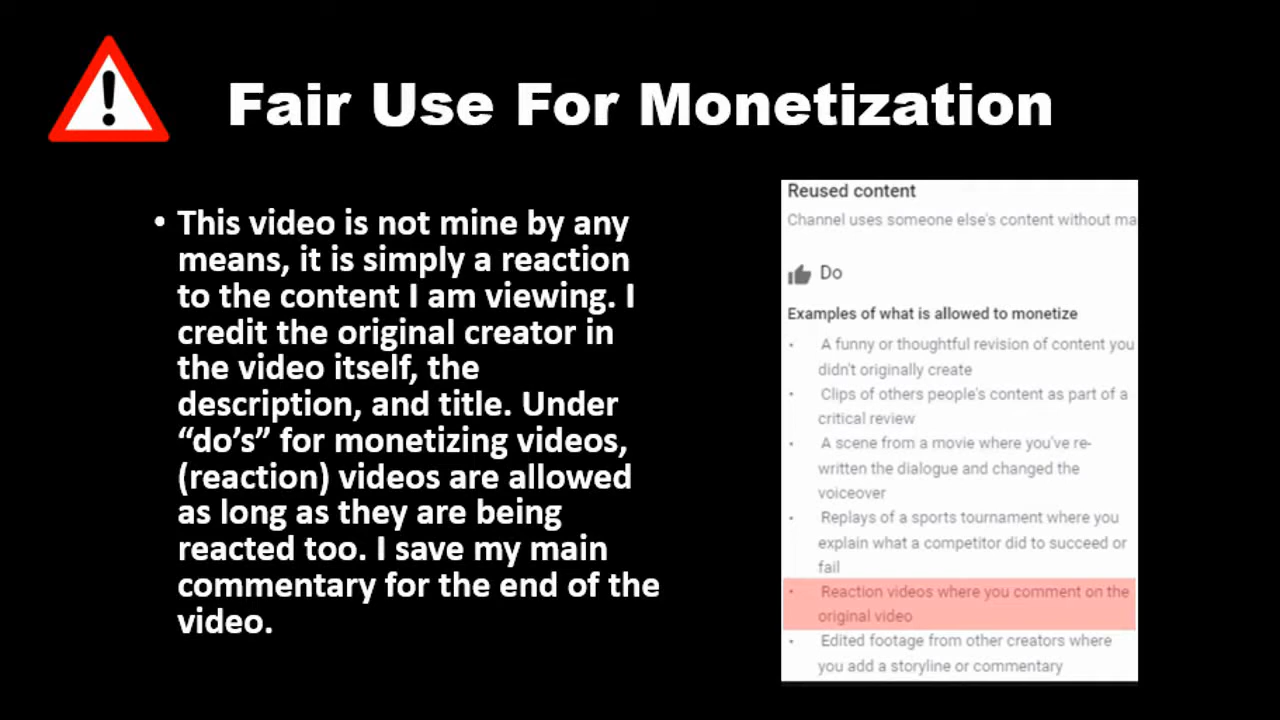 Fair Use For Monetization
• This video is not mine by any
means, it is simply a reaction
to the content I am viewing. I
credit the original creator in
the video itself, the
description, and title. Under
“do’s” for monetizing videos,
(reaction) videos are allowed
as long as they are being
reacted too. I save my main
commentary for the end of the
video.
Reused content
Channel uses someone else's content without ma
Do
Examples of what is allowed to monetize
• A funny or thoughtful revision of content you
didn't originally create
• Clips of others people's content as part of a
critical review
• A scene from a movie where you've re-
written the dialogue and changed the
voiceover
• Replays of a sports tournament where you
explain what a competitor did to succeed or
fail
• Reaction videos where you comment on the
original video
• Edited footage from other creators where
you add a storyline or commentary